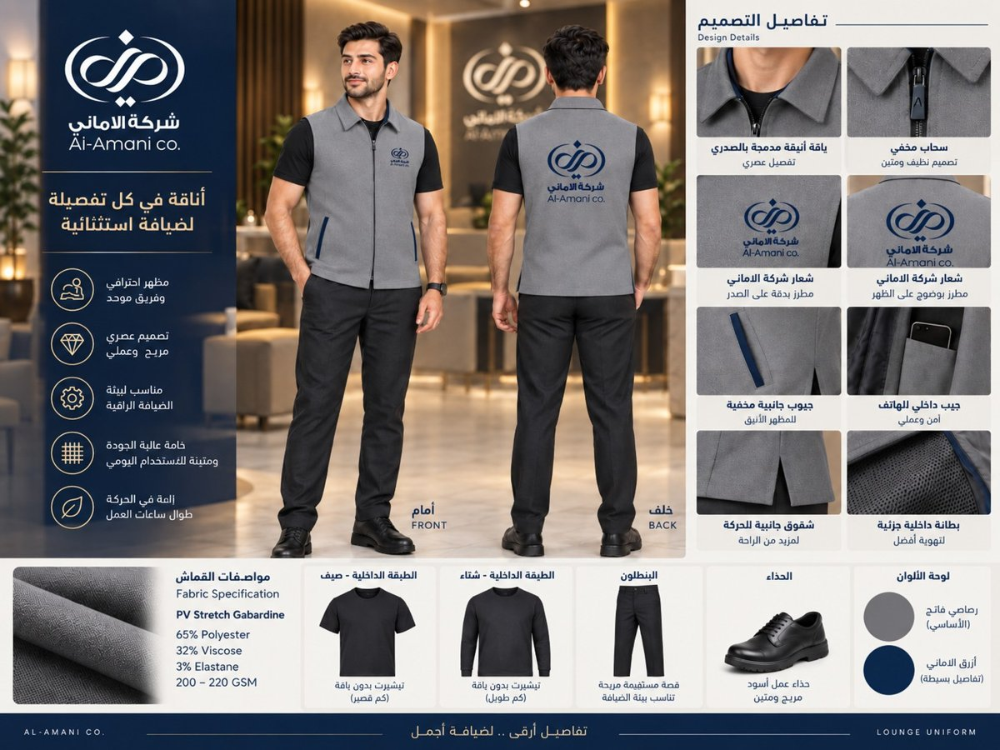 شركة الاماني
Al-Amani co.
أناقة في كل تفصيلة
لضيافة استثنائية
مظهر احترافي
وفريق موحد
تصميم عصري
مريح وعملي
مناسب لبيئة
الضيافة الراقية
خامة عالية الجودة
ومتينة للاستخدام اليومي
في الحركة
طوال ساعات العمل
شركة الاماني
Al-Amani co.
شركة الاماني
Al-Amani co.
أمام
FRONT
خلف
BACK
تفاصيل التصميم
Design Details
ياقة أنيقة مدمجة بالصدري
تفصيل عصري
سحاب مخفي
تصميم نظيف ومتين
شركة الاماني
Al-Amani co.
شعار شركة الاماني
مطرز بدقة على الصدر
شركة الاماني
Al-Amani co.
شعار شركة الاماني
مطرز بوضوح على الظهر
جيوب جانبية مخفية
للمظهر الأنيق
جيب داخلي للهاتف
آمن وعملي
شقوق جانبية للحركة
لمزيد من الراحة
بطانة داخلية جزئية
لتهوية أفضل
مواصفات القماش
Fabric Specification
PV Stretch Gabardine
65% Polyester
32% Viscose
3% Elastane
200 – 220 GSM
الطبقة الداخلية - صيف
تيشيرت بدون ياقة
(كم قصير)
الطبقة الداخلية - شتاء
تيشيرت بدون ياقة
(كم طويل)
البنطلون
قصة مستقيمة مريحة
تناسب بيئة الضيافة
الحذاء
حذاء عمل أسود
مريح ومتين
لوحة الألوان
رصاصي فاتح
(الأساسي)
أزرق الاماني
(تفاصيل بسيطة)
AL-AMANI CO.
تفاصيل أرقى .. لضيافة أجمل
LOUNGE UNIFORM